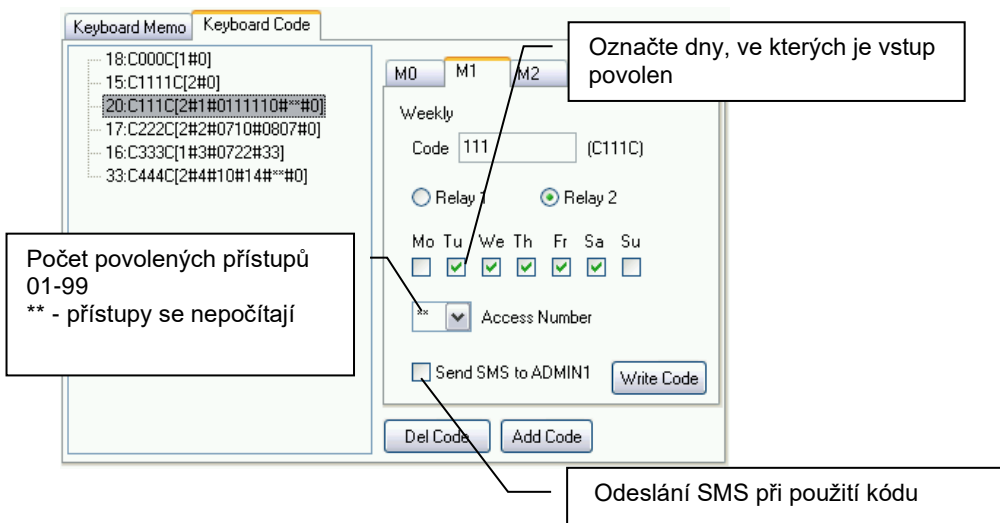 Keyboard Memo Keyboard Code
18:C000C[1#0]
15:C1111C[2#0]
20:C111C[2#1#0111110#**#0]
17:C222C[2#2#0710#0807#0]
16:C333C[1#3#0722#33]
33:C444C[2#4#10#14#**#0]
Označte dny, ve kterých je vstup
povolen
M0 M1 M2
Weekly
Code 111 (C111C)
Relay 1 Relay 2
Mo Tu We Th Fr Sa Su
Počet povolených přístupů
01-99
** - přístupy se nepočítají
** Access Number
Send SMS to ADMIN1 Write Code
Del Code Add Code
Odeslání SMS při použití kódu